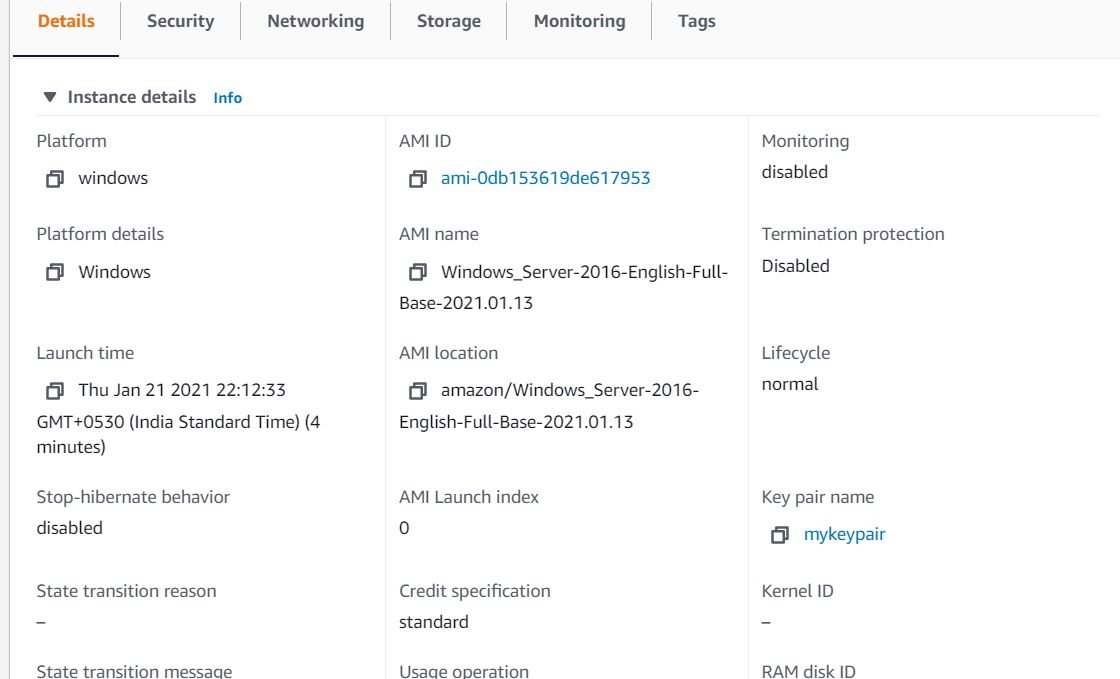 Details Security Networking Storage Monitoring Tags
Instance details Info
Platform
windows
AMI ID
ami-0db153619de617953
Monitoring
disabled
Platform details
Windows
AMI name
Windows_Server-2016-English-Full-
Base-2021.01.13
Termination protection
Disabled
Launch time
Thu Jan 21 2021 22:12:33
GMT+0530 (India Standard Time) (4
minutes)
AMI location
amazon/Windows_Server-2016-
English-Full-Base-2021.01.13
Lifecycle
normal
Stop-hibernate behavior
disabled
AMI Launch index
0
Key pair name
mykeypair
State transition reason
–
Credit specification
standard
Kernel ID
–
State transition message
Usage operation
RAM disk ID